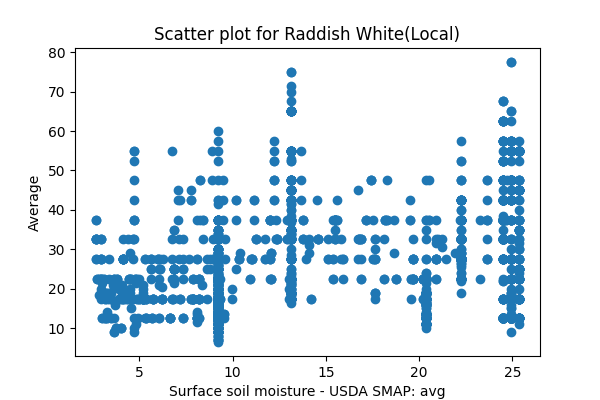 Scatter plot for Raddish White(Local)
80
70
60
50
40
30
20
10
Average
5 10 15 20 25
Surface soil moisture - USDA SMAP: avg